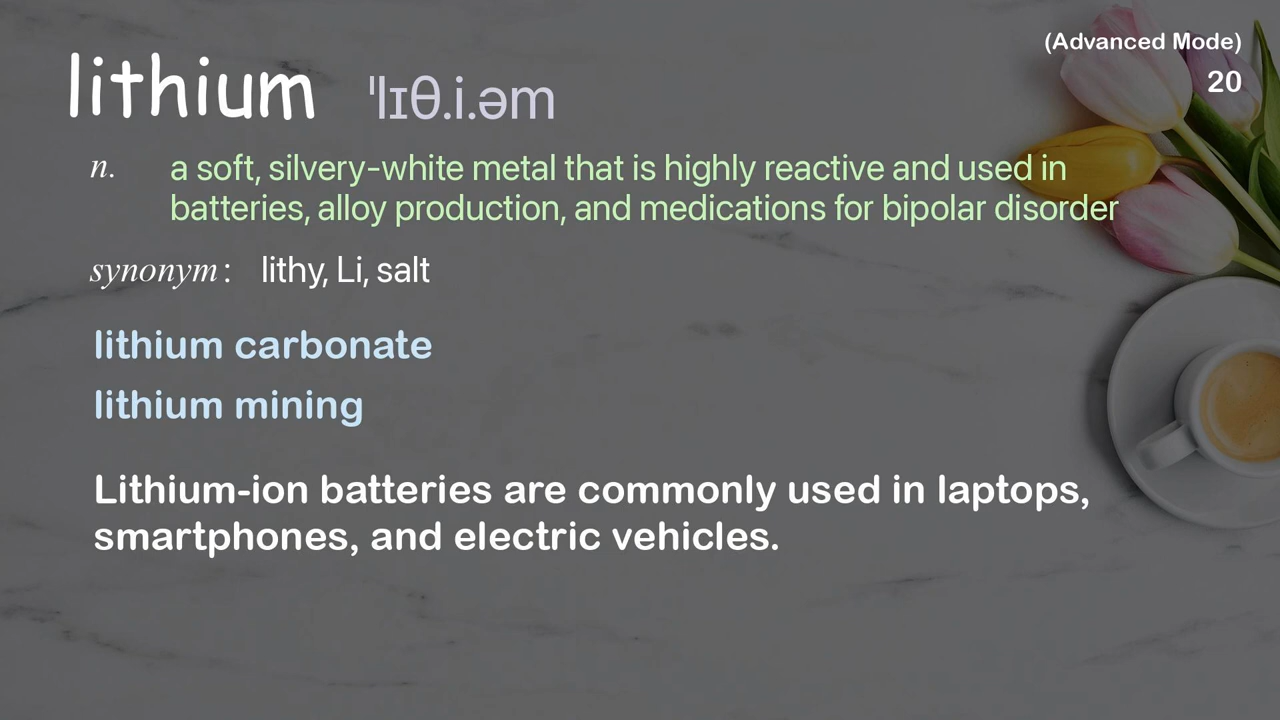 (Advanced Mode)
20
lithium ˈlɪθ.i.əm
n. a soft, silvery-white metal that is highly reactive and used in
batteries, alloy production, and medications for bipolar disorder
synonym: lithy, Li, salt
lithium carbonate
lithium mining
Lithium-ion batteries are commonly used in laptops,
smartphones, and electric vehicles.